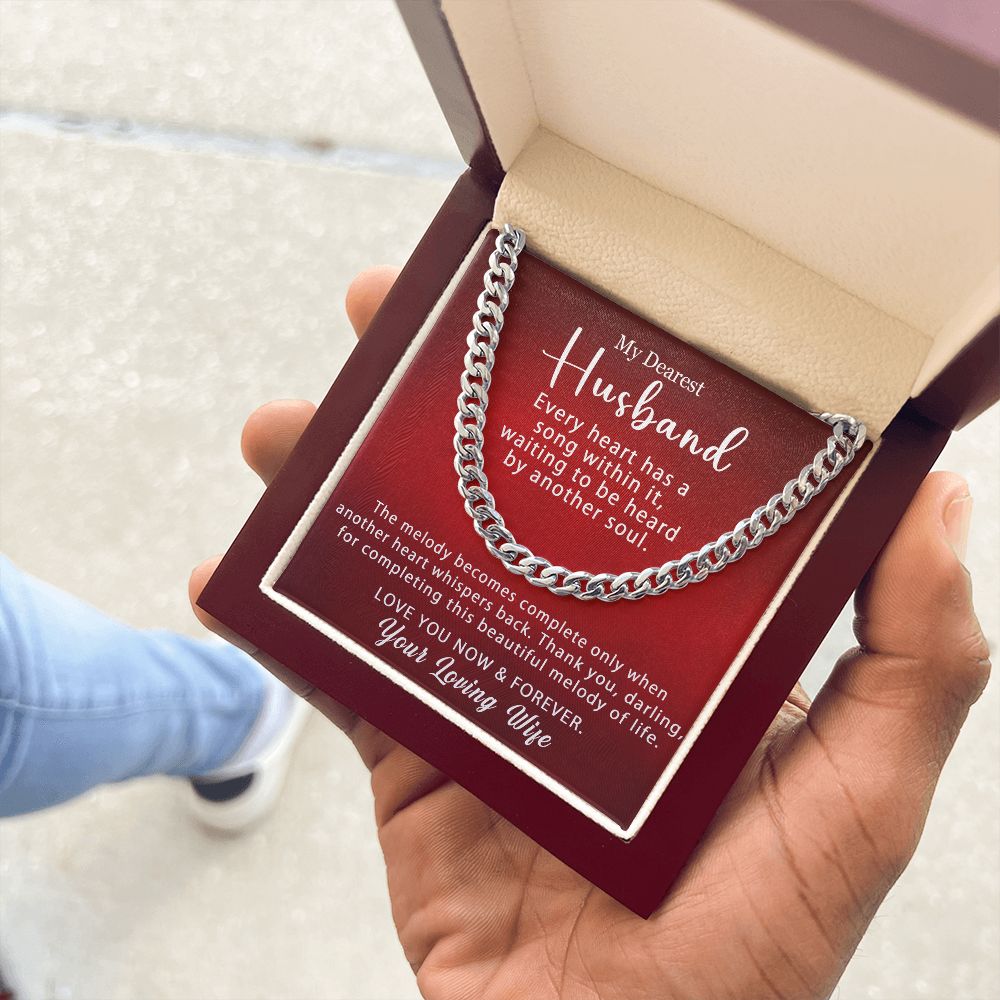 My Dearest
Husband
Every heart has a
song within it,
waiting to be heard
by another soul.
The melody becomes complete only when
another heart whispers back. Thank you, darling,
for completing this beautiful melody of life.
LOVE YOU NOW & FOREVER.
Your Loving Wife